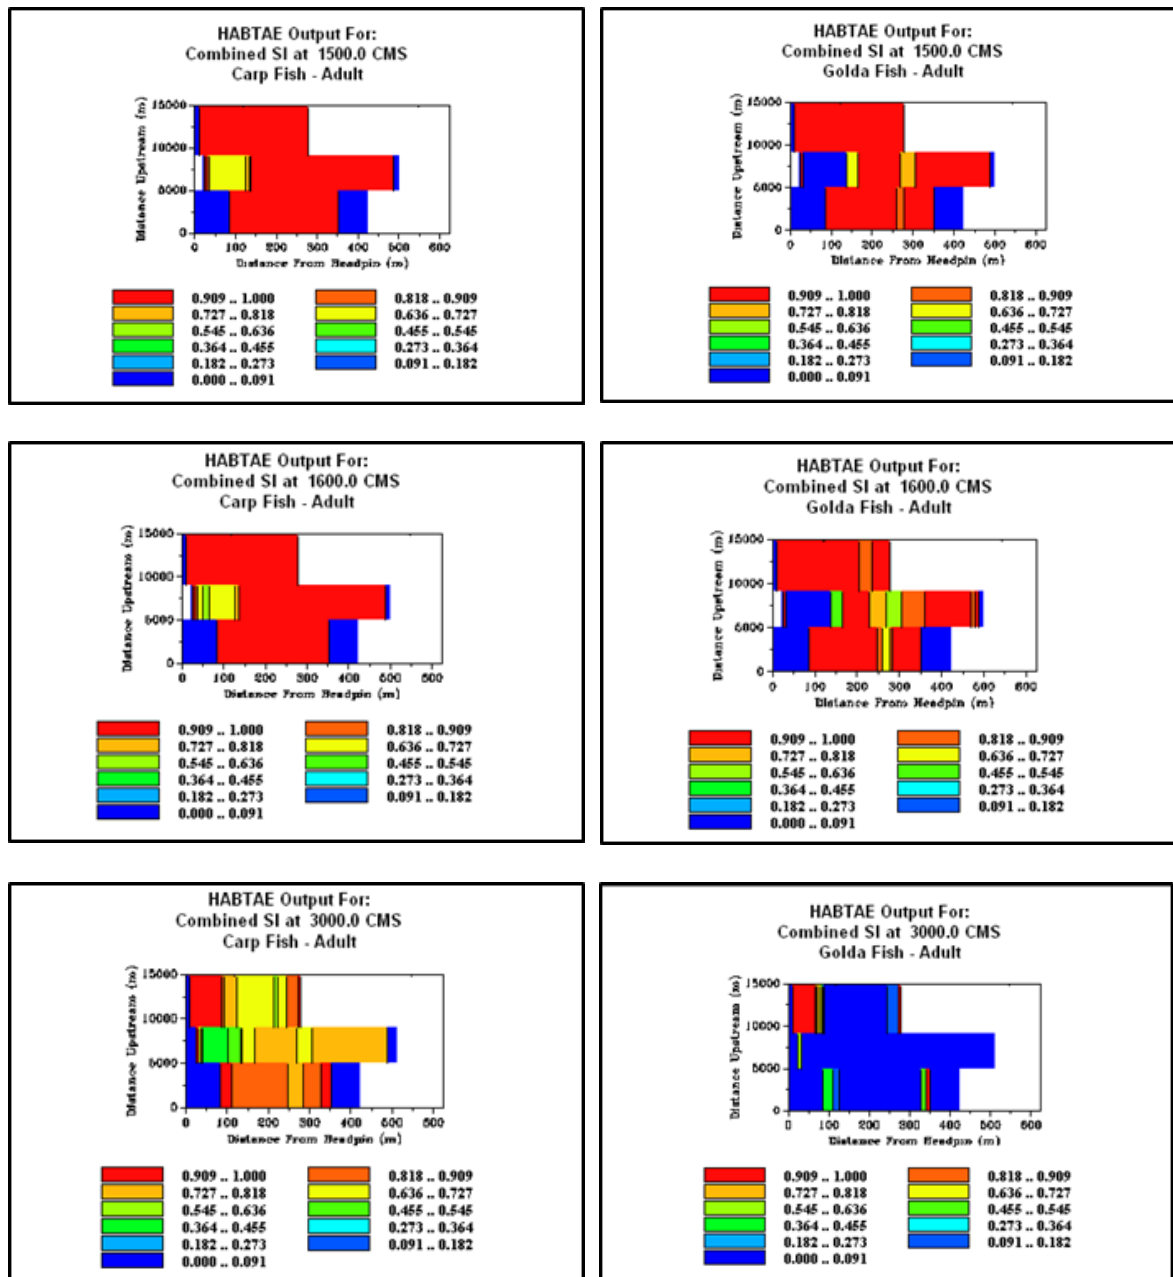 HABTAE Output For:
Combined SI at 1500.0 CMS
Carp Fish - Adult
Distance Upstream (m)
15000
10000
5000
0
0 100 200 300 400 500 600
Distance From Headpin (m)
0.909 .. 1.000 0.818 .. 0.909
0.727 .. 0.818 0.636 .. 0.727
0.545 .. 0.636 0.455 .. 0.545
0.364 .. 0.455 0.273 .. 0.364
0.182 .. 0.273 0.091 .. 0.182
0.000 .. 0.091
HABTAE Output For:
Combined SI at 1500.0 CMS
Golda Fish - Adult
Distance Upstream (m)
15000
10000
5000
0
0 100 200 300 400 500 600
Distance From Headpin (m)
0.909 .. 1.000 0.818 .. 0.909
0.727 .. 0.818 0.636 .. 0.727
0.545 .. 0.636 0.455 .. 0.545
0.364 .. 0.455 0.273 .. 0.364
0.182 .. 0.273 0.091 .. 0.182
0.000 .. 0.091
HABTAE Output For:
Combined SI at 1600.0 CMS
Carp Fish - Adult
Distance Upstream (m)
15000
10000
5000
0
0 100 200 300 400 500 600
Distance From Headpin (m)
0.909 .. 1.000 0.818 .. 0.909
0.727 .. 0.818 0.636 .. 0.727
0.545 .. 0.636 0.455 .. 0.545
0.364 .. 0.455 0.273 .. 0.364
0.182 .. 0.273 0.091 .. 0.182
0.000 .. 0.091
HABTAE Output For:
Combined SI at 1600.0 CMS
Golda Fish - Adult
Distance Upstream (m)
15000
10000
5000
0
0 100 200 300 400 500 600
Distance From Headpin (m)
0.909 .. 1.000 0.818 .. 0.909
0.727 .. 0.818 0.636 .. 0.727
0.545 .. 0.636 0.455 .. 0.545
0.364 .. 0.455 0.273 .. 0.364
0.182 .. 0.273 0.091 .. 0.182
0.000 .. 0.091
HABTAE Output For:
Combined SI at 3000.0 CMS
Carp Fish - Adult
Distance Upstream (m)
15000
10000
5000
0
0 100 200 300 400 500 600
Distance From Headpin (m)
0.909 .. 1.000 0.818 .. 0.909
0.727 .. 0.818 0.636 .. 0.727
0.545 .. 0.636 0.455 .. 0.545
0.364 .. 0.455 0.273 .. 0.364
0.182 .. 0.273 0.091 .. 0.182
0.000 .. 0.091
HABTAE Output For:
Combined SI at 3000.0 CMS
Golda Fish - Adult
Distance Upstream (m)
15000
10000
5000
0
0 100 200 300 400 500 600
Distance From Headpin (m)
0.909 .. 1.000 0.818 .. 0.909
0.727 .. 0.818 0.636 .. 0.727
0.545 .. 0.636 0.455 .. 0.545
0.364 .. 0.455 0.273 .. 0.364
0.182 .. 0.273 0.091 .. 0.182
0.000 .. 0.091